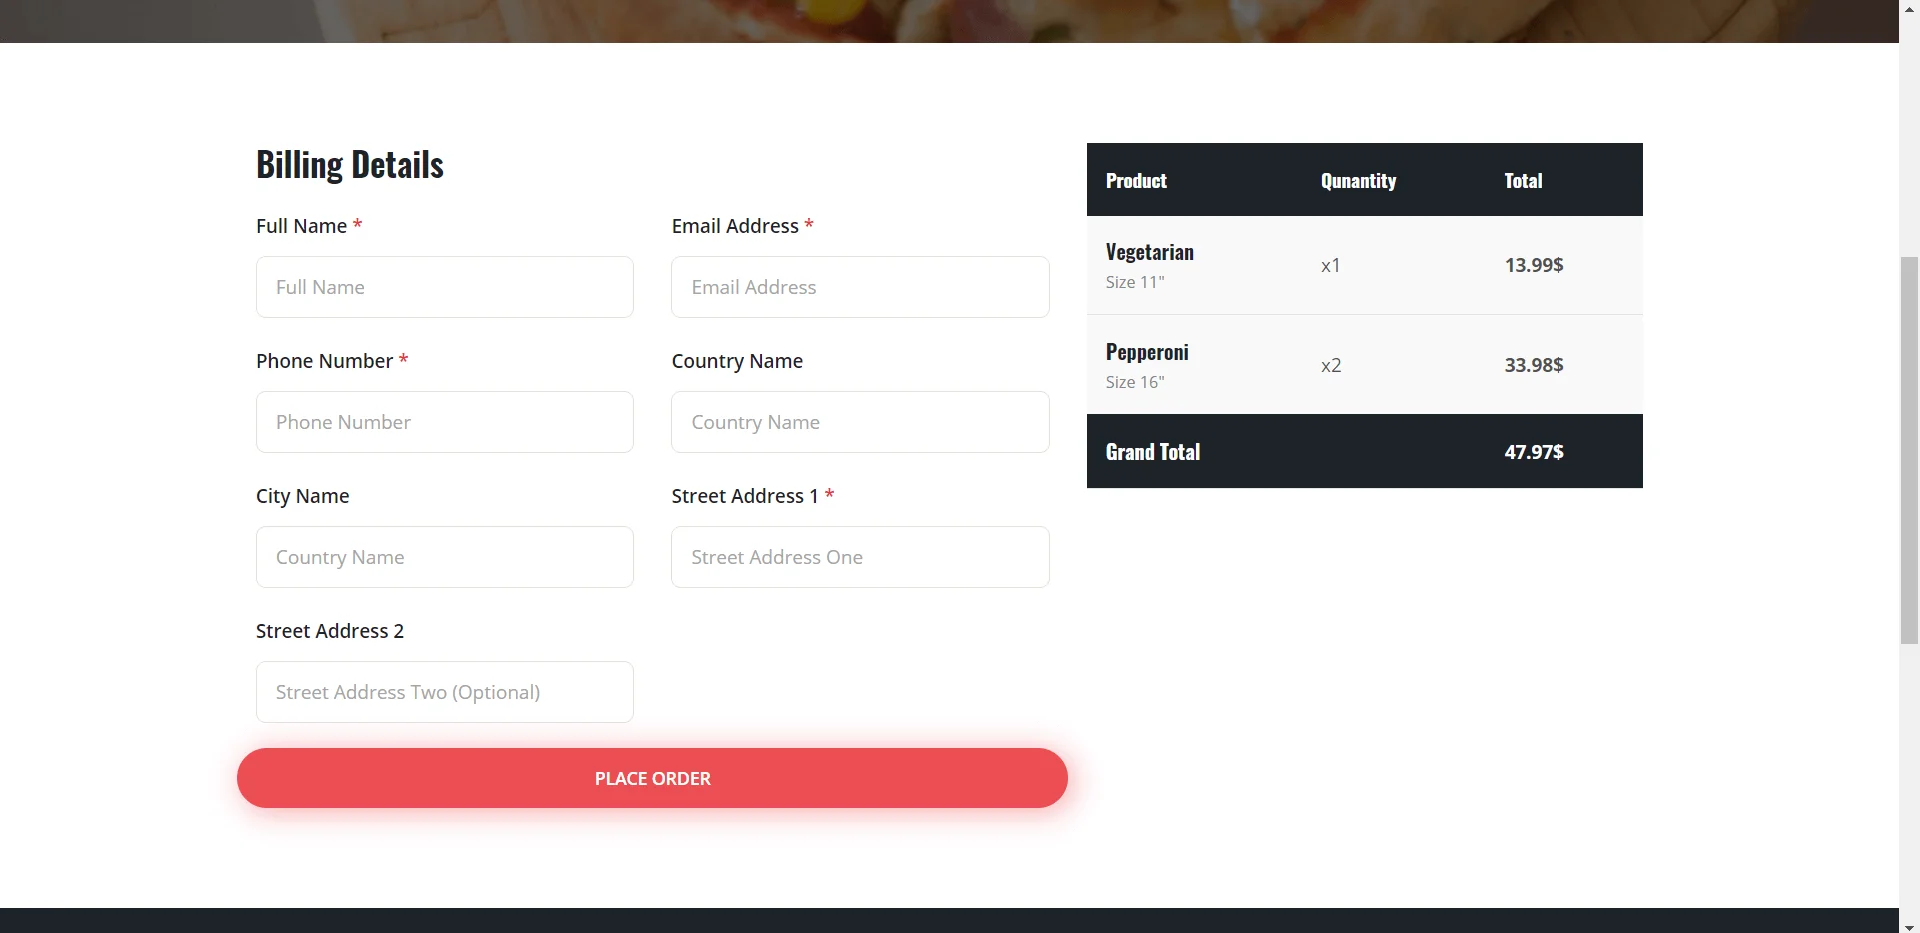 Billing Details
Full Name *
Email Address *
Full Name
Email Address
Phone Number *
Country Name
Phone Number
Country Name
City Name
Street Address 1 *
Country Name
Street Address One
Street Address 2
Street Address Two (Optional)
PLACE ORDER
Product Qunantity Total
Vegetarian
Size 11"
x1
13.99$
Pepperoni
Size 16"
x2
33.98$
Grand Total 47.97$